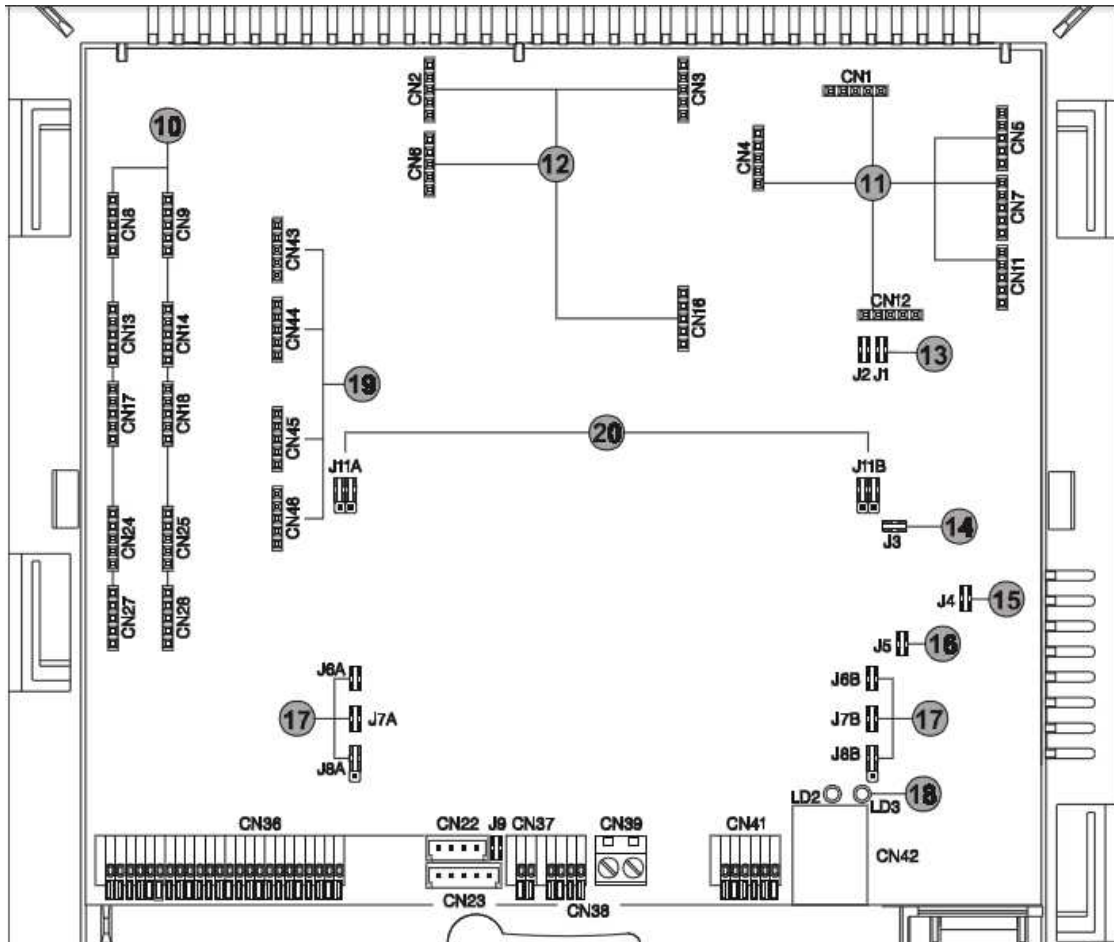 CN2
CN3
CN1
10
CN6
12
CN4
CN5
11
CN7
CN8
CN9
CN43
CN11
CN13
CN14
CN44
CN16
CN12
J2 J1
13
19
CN17
CN18
CN45
20
J11A
J11B
CN46
CN24
CN25
J3
14
CN27
CN28
J4
15
J5
16
J6A
J6B
17
J7A
J7B
17
J8A
J8B
LD2
LD3
18
CN36
CN22
J9
CN37
CN39
CN41
CN42
CN23
CN38